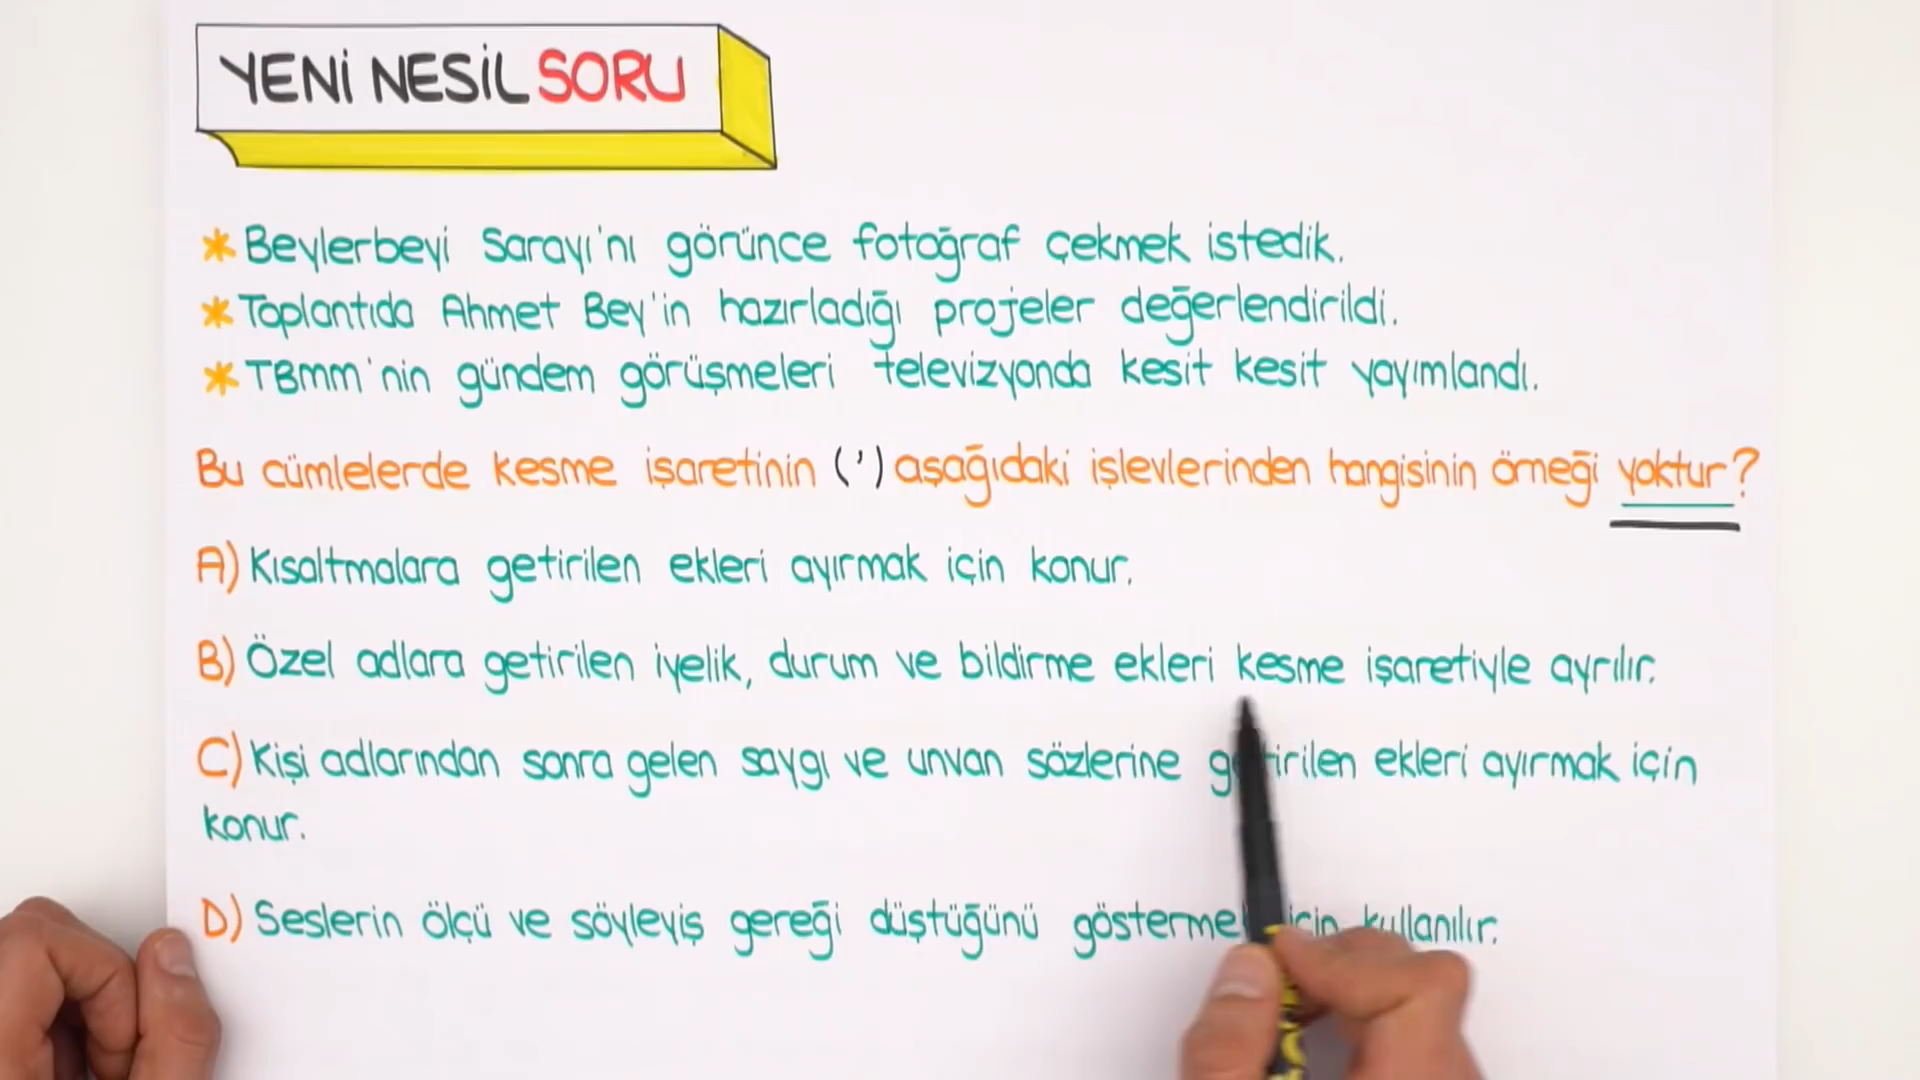 YENİ NESİL SORU
* Beylerbeyi Sarayı'nı görünce fotoğraf çekmek istedik.
* Toplantıda Ahmet Bey'in hazırladığı projeler değerlendirildi.
* TBMM'nin gündem görüşmeleri televizyonda kesit kesit yayımlandı.
Bu cümlelerde kesme işaretinin (') aşağıdaki işlevlerinden hangisinin örneği yoktur?
A) Kısaltmalara getirilen ekleri ayırmak için konur.
B) Özel adlara getirilen iyelik, durum ve bildirme ekleri kesme işaretiyle ayrılır.
C) Kişi adlarından sonra gelen saygı ve unvan sözlerine getirilen ekleri ayırmak için
konur.
D) Seslerin ölçü ve söyleyiş gereği düştüğünü göstermek için kullanılır.